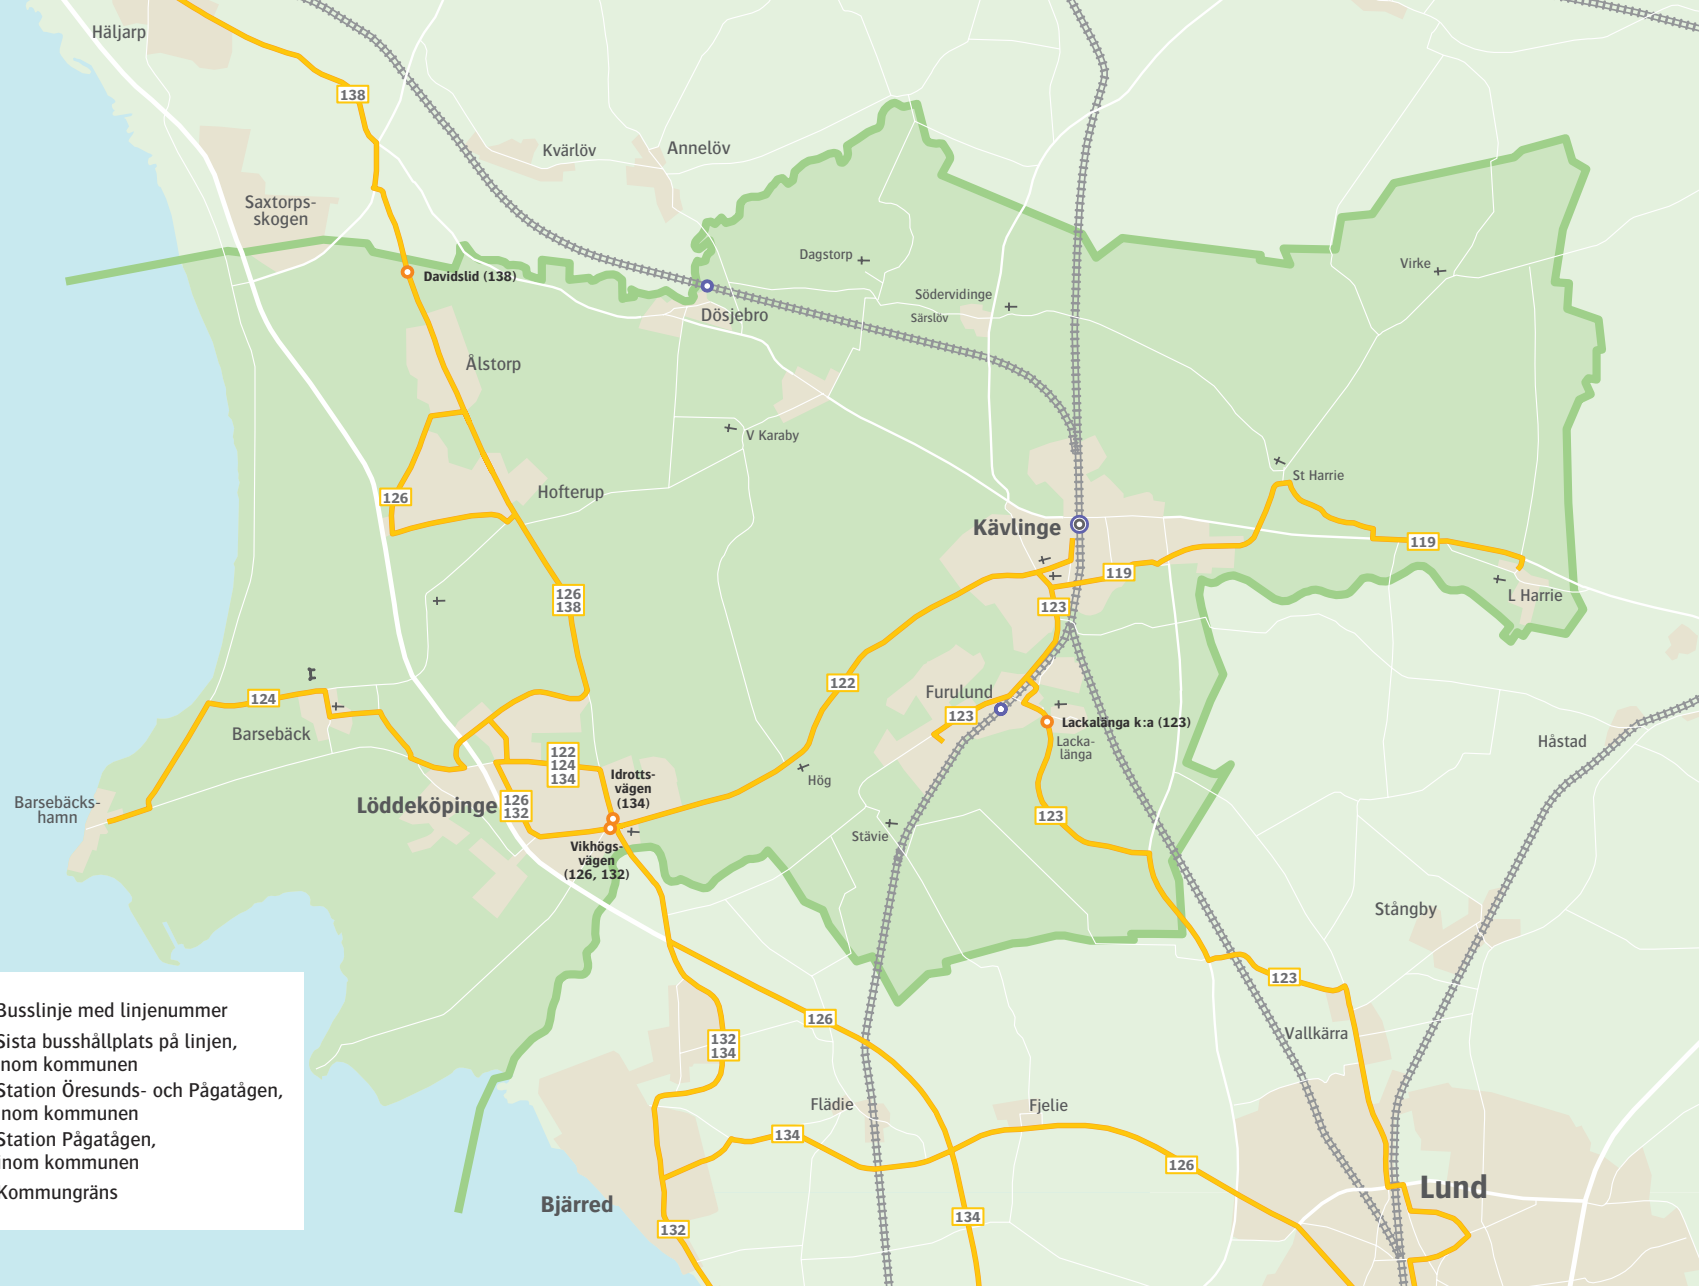 Häljarp
138
Kvärlöv
Annelöv
Saxtorps-
skogen
Dagstorp
Virke
Davidslid (138)
Södervidinge
Särslöv
Dösjebro
Ålstorp
V Karaby
St Harrie
Hofterup
126
Kävlinge
119
119
126
138
123
L Harrie
122
Furulund
124
123
Lackalänga k:a (123)
Barsebäck
Lacka-
länga
Håstad
122
124
134
Idrotts-
vägen
(134)
Hög
Barsebäcks-
hamn
Löddeköpinge
126
132
123
Stävie
Vikhögs-
vägen
(126, 132)
Stångby
123
Busslinje med linjenummer
126
Sista busshållplats på linjen,
inom kommunen
132
134
Vallkärra
Station Öresunds- och Pågatågen,
inom kommunen
Flädie
Fjelie
134
Station Pågatågen,
inom kommunen
126
Kommungräns
Lund
Bjärred
134
132